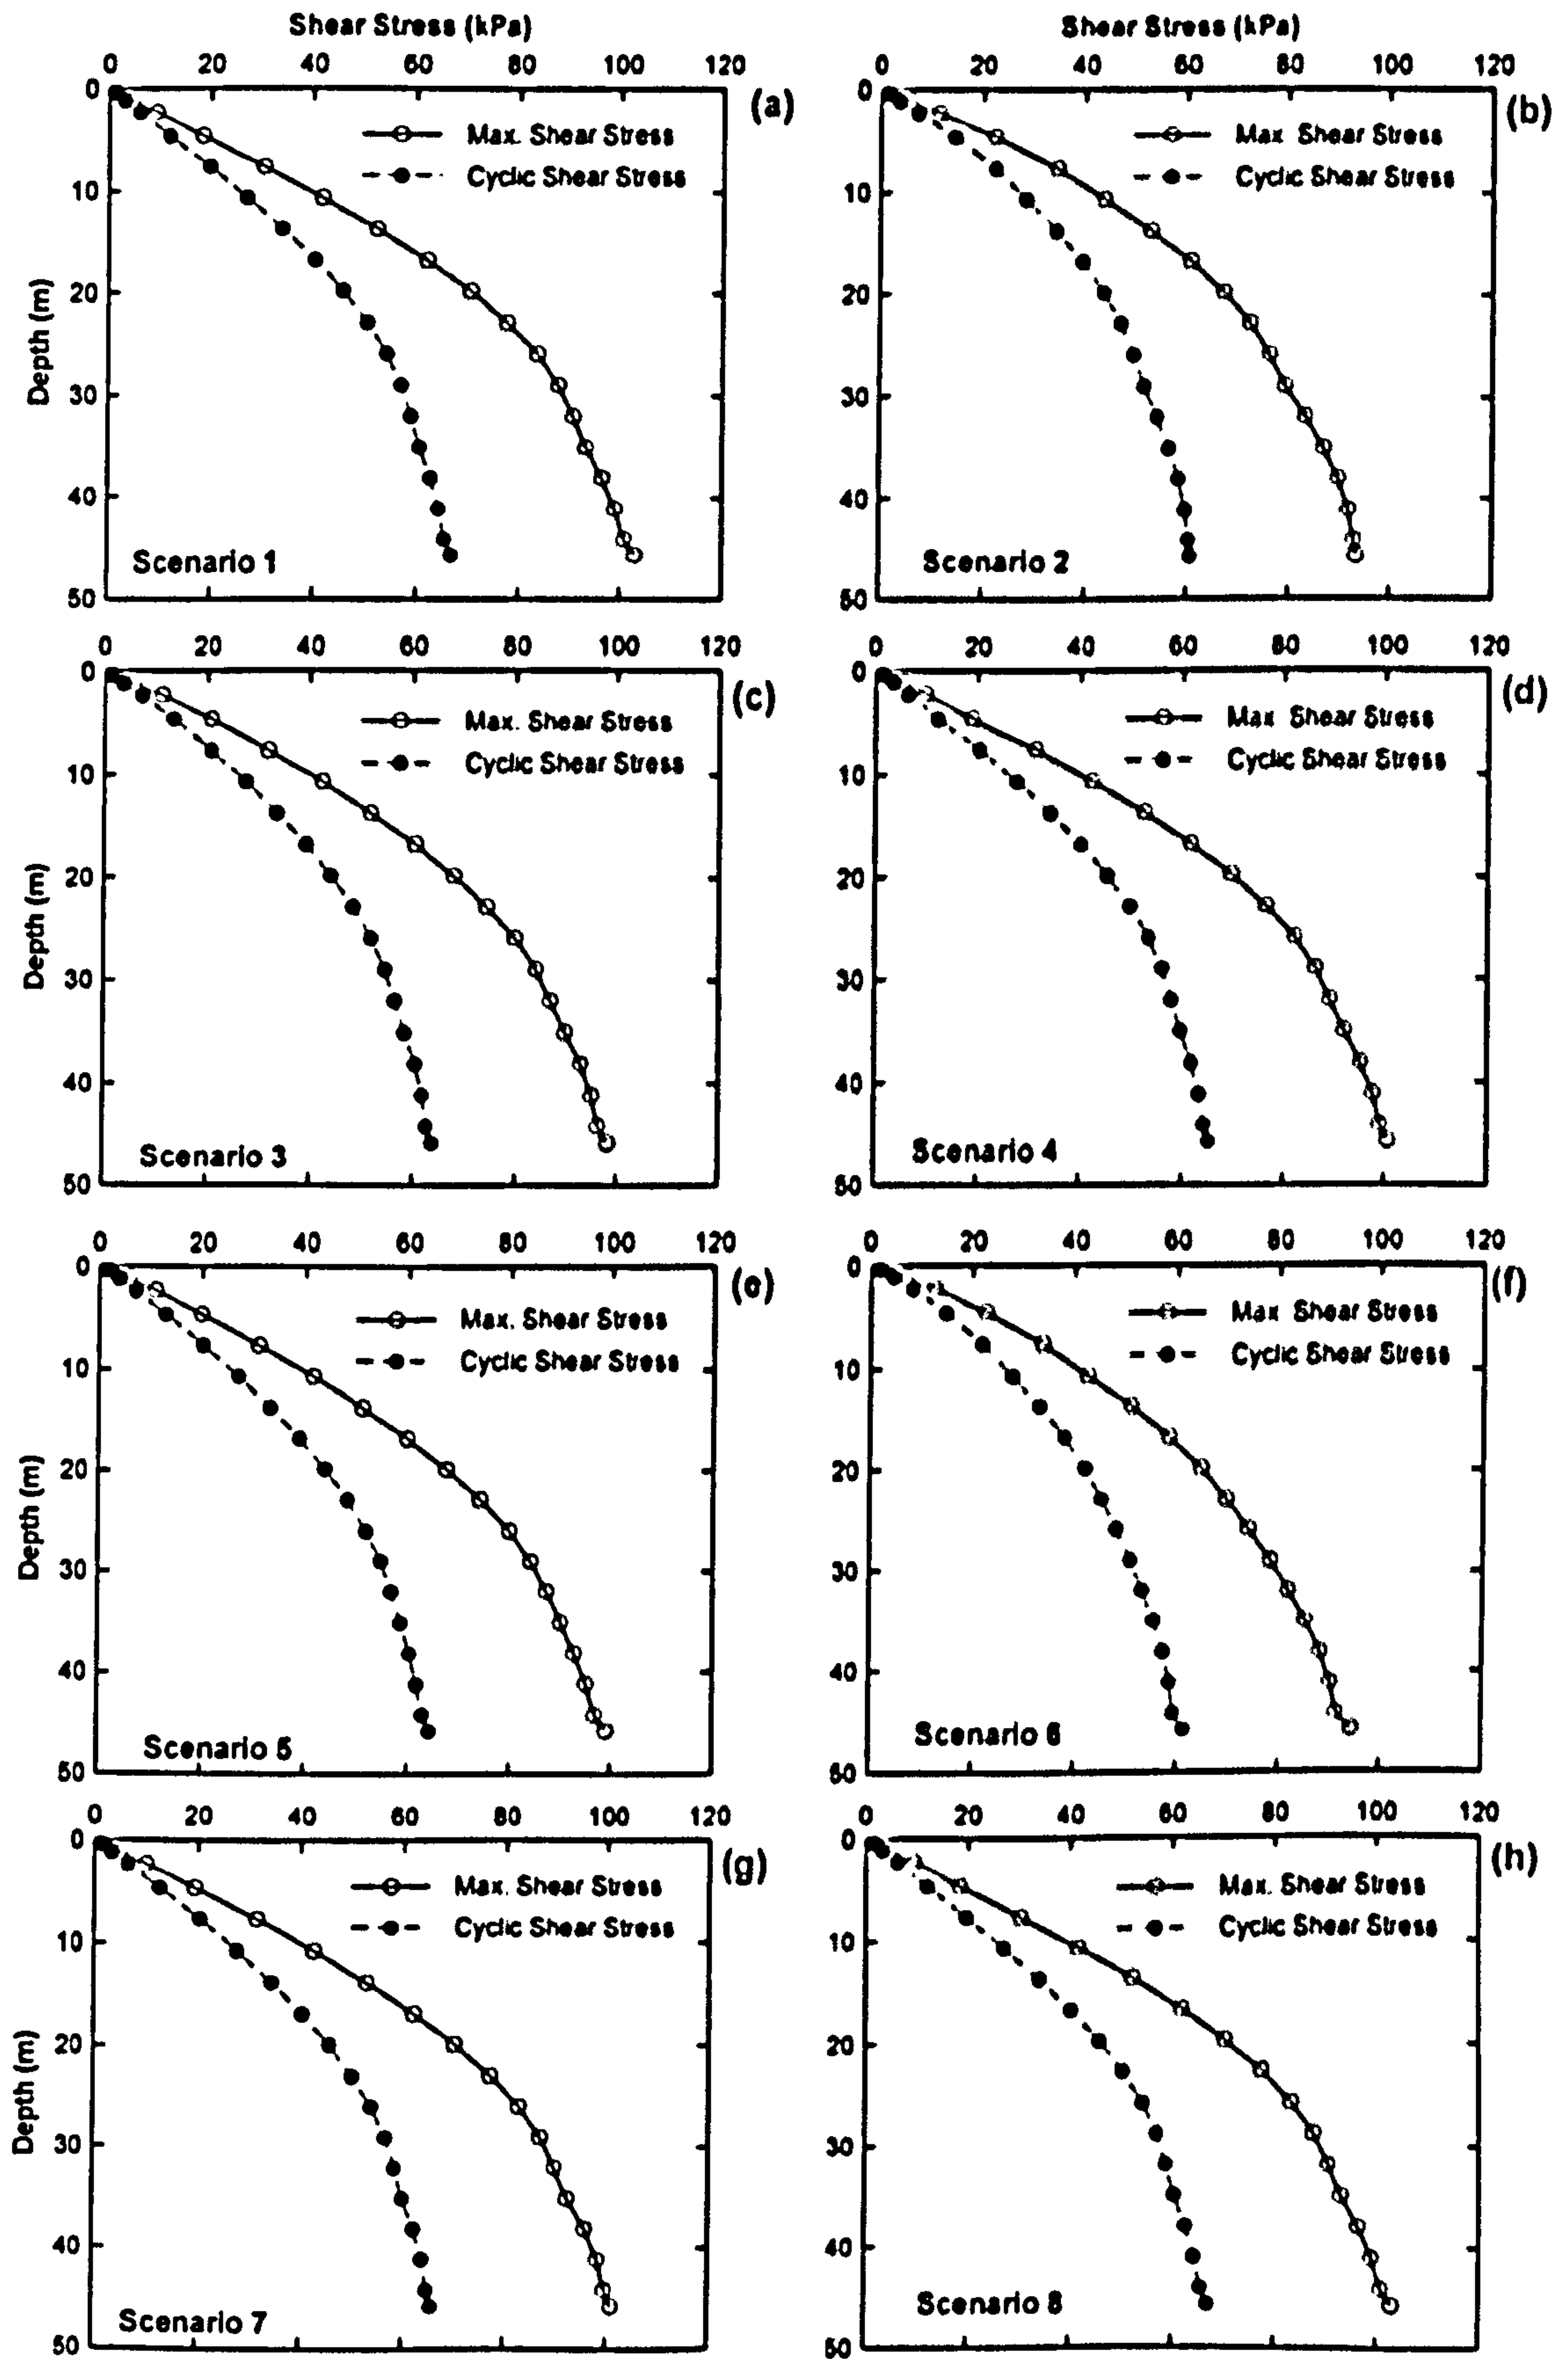 Shear Stress (kPa) Shear Stress (kPa)
0 20 40 60 80 100 120 0 20 40 60 80 100 120
0 (a) 0 (b)
Max. Shear Stress Max Shear Stress
Cyclic Shear Stress Cyclic Shear Stress
10 10
20 20
Depth (m)
30 30
40 40
Scenario 1 Scenario 2
50 50
0 20 40 60 80 100 120 0 20 40 60 80 100 120
0 (c) 0 (d)
Max. Shear Stress Max Shear Stress
Cyclic Shear Stress Cyclic Shear Stress
10 10
20 20
Depth (m)
30 30
40 40
Scenario 3 Scenario 4
50 50
0 20 40 60 80 100 120 0 20 40 60 80 100 120
0 (e) 0 (f)
Max. Shear Stress Max Shear Stress
Cyclic Shear Stress Cyclic Shear Stress
10 10
20 20
Depth (m)
30 30
40 40
Scenario 5 Scenario 6
50 50
0 20 40 60 80 100 120 0 20 40 60 80 100 120
0 (g) 0 (h)
Max. Shear Stress Max. Shear Stress
Cyclic Shear Stress Cyclic Shear Stress
10 10
20 20
Depth (m)
30 30
40 40
Scenario 7 Scenario 8
50 50